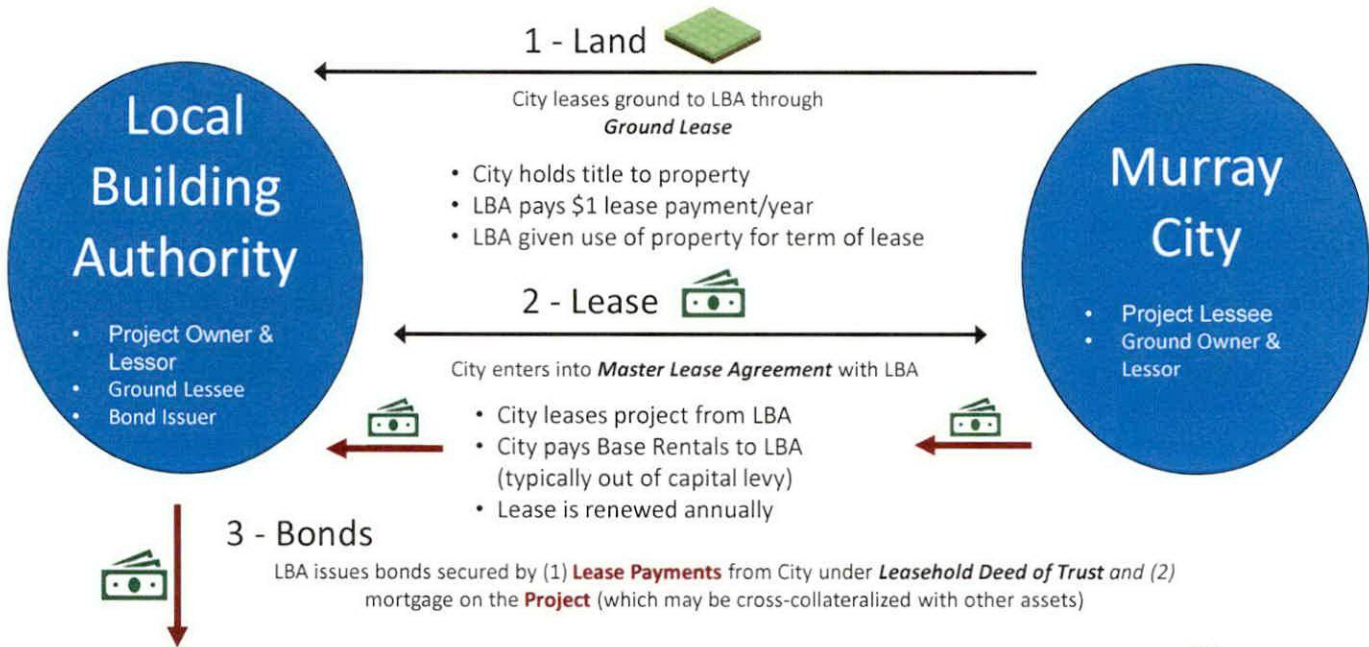 1 - Land
City leases ground to LBA through
Ground Lease
• City holds title to property
• LBA pays $1 lease payment/year
• LBA given use of property for term of lease
Local
Building
Authority
• Project Owner &
Lessor
• Ground Lessee
• Bond Issuer
Murray
City
• Project Lessee
• Ground Owner &
Lessor
2 - Lease
City enters into Master Lease Agreement with LBA
• City leases project from LBA
• City pays Base Rentals to LBA
(typically out of capital levy)
• Lease is renewed annually
3 - Bonds
LBA issues bonds secured by (1) Lease Payments from City under Leasehold Deed of Trust and (2)
mortgage on the Project (which may be cross-collateralized with other assets)